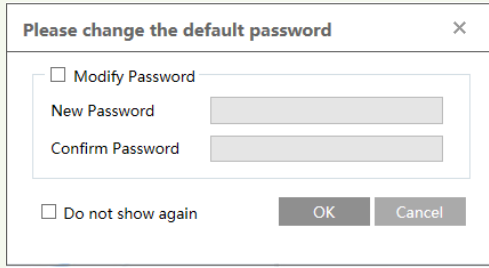 Please change the default password
Modify Password
New Password
Confirm Password
Do not show again OK Cancel